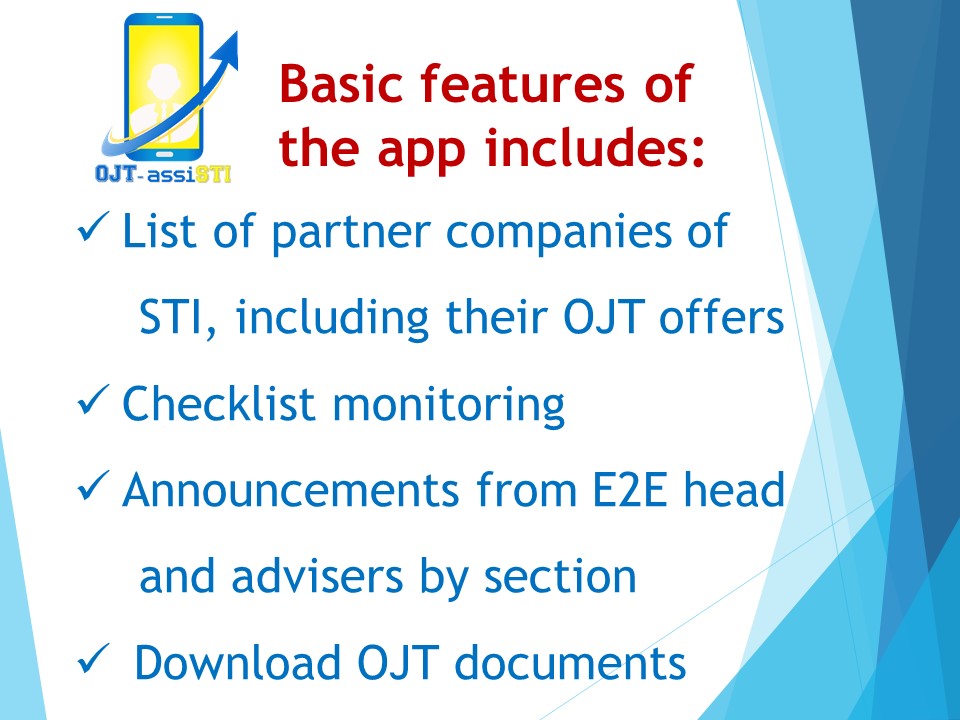 OJT-assiSTI
Basic features of
the app includes:
✓ List of partner companies of
STI, including their OJT offers
✓ Checklist monitoring
✓ Announcements from E2E head
and advisers by section
✓ Download OJT documents